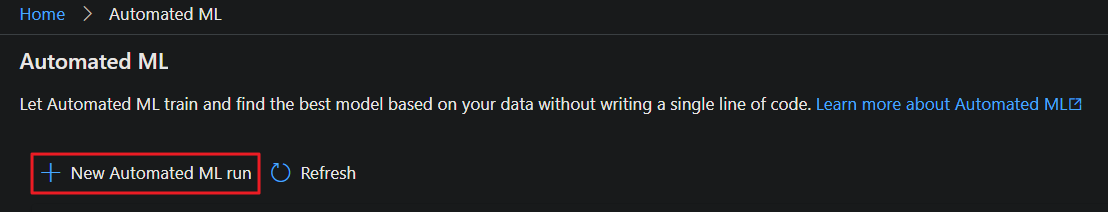 Home > Automated ML
Automated ML
Let Automated ML train and find the best model based on your data without writing a single line of code. Learn more about Automated ML
+ New Automated ML run Refresh